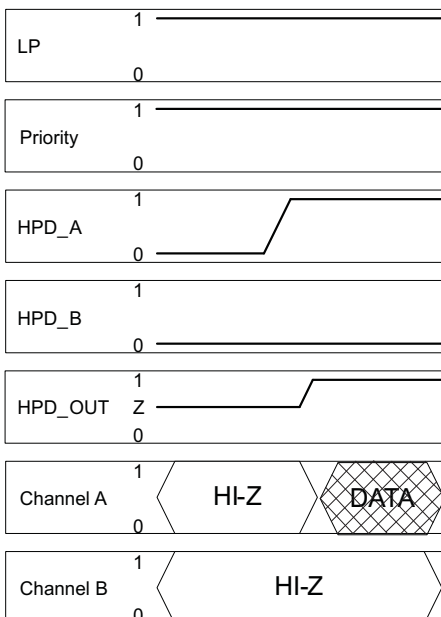 1
LP
0
1
Priority
0
1
HPD_A
0
1
HPD_B
0
1
HPD_OUT Z
0
1
Channel A HI-Z DATA
0
1
Channel B HI-Z
0